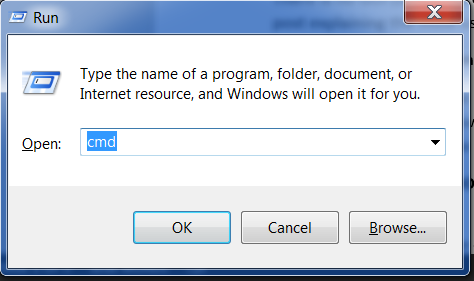 Run
Type the name of a program, folder, document, or
Internet resource, and Windows will open it for you.
Open: cmd
OK Cancel Browse...